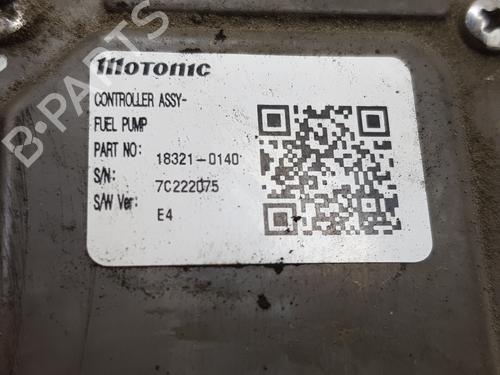 Motonic
CONTROLLER ASSY-
FUEL PUMP
PART NO: 18321-0140
S/N: 7C222075
S/W Ver: E4
B-PARTS